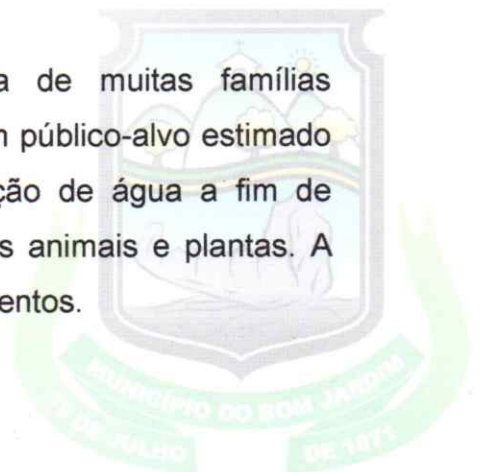 a de muitas famílias
público-alvo estimado
ção de água a fim de
s animais e plantas. A
entos.
MUNICÍPIO DO BOM JARDIM
19 DE JULHO DE 1871